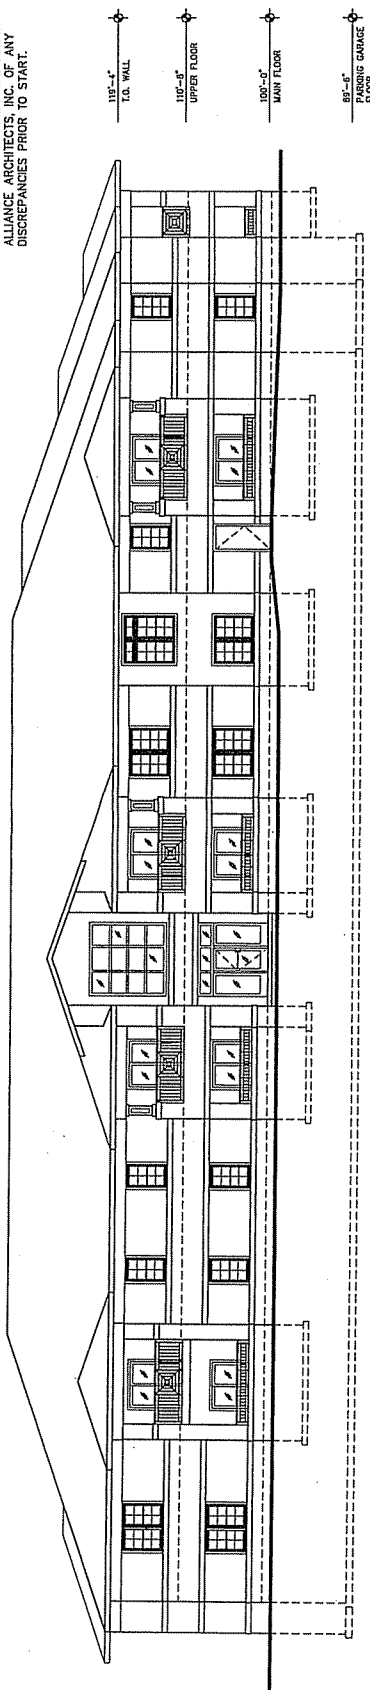 ALLIANCE ARCHITECTS, INC. OF ANY
DISCREPANCIES PRIOR TO START.
119'-4"
T.O. WALL
110'-8"
UPPER FLOOR
100'-0"
MAIN FLOOR
89'-6"
PARKING GARAGE
FLOOR